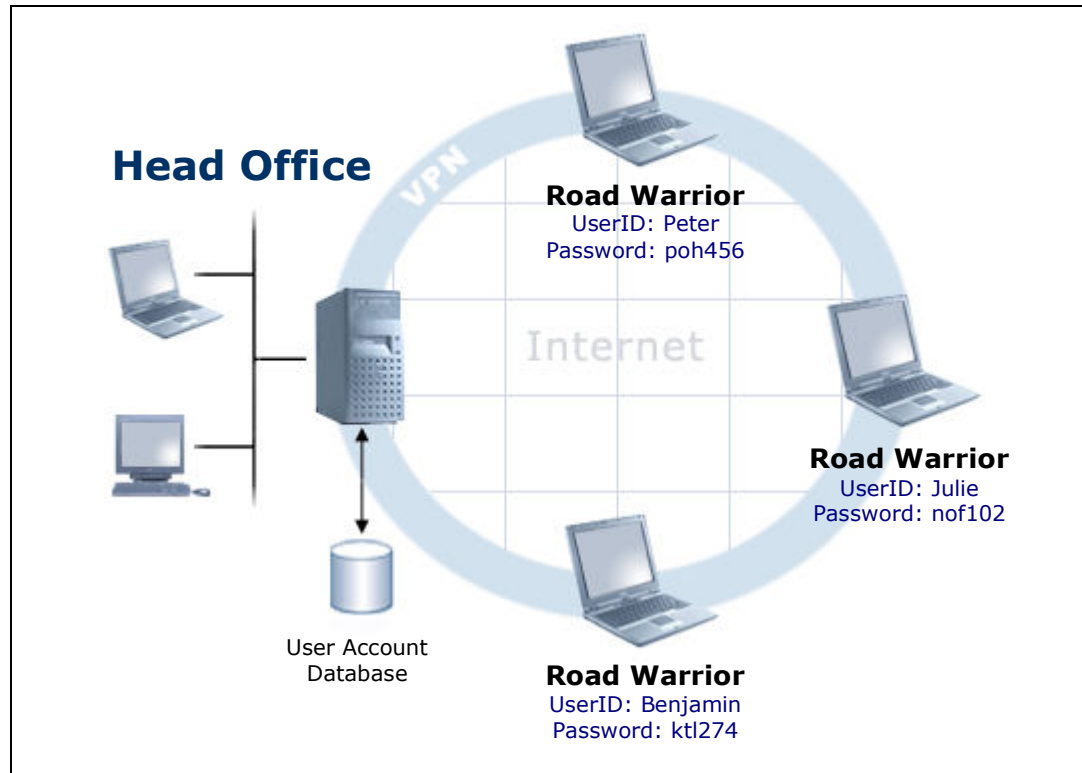 Head Office
VPN
Road Warrior
UserID: Peter
Password: poh456
Internet
Road Warrior
UserID: Julie
Password: nof102
User Account
Database
Road Warrior
UserID: Benjamin
Password: ktl274